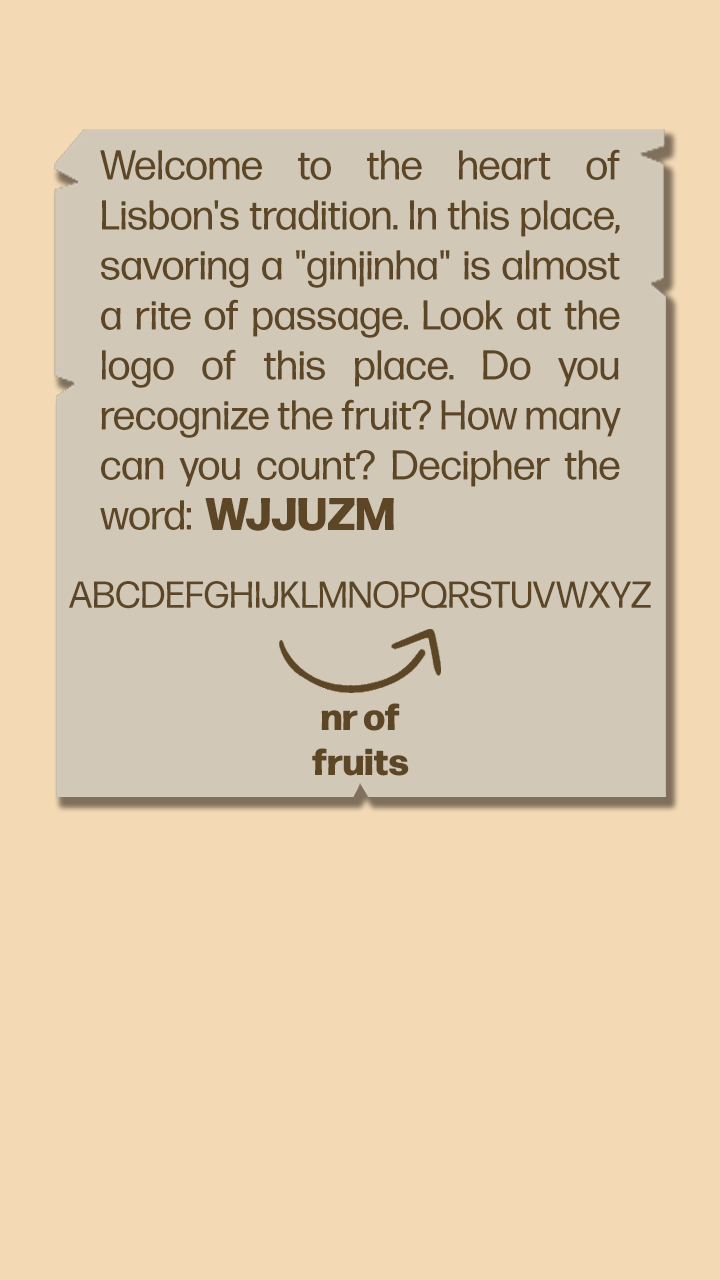 Welcome to the heart of
Lisbon's tradition. In this place,
savoring a "ginjinha" is almost
a rite of passage. Look at the
logo of this place. Do you
recognize the fruit? How many
can you count? Decipher the
word: WJJUZM
ABCDEFGHIJKLMNOPQRSTUVWXYZ
nr of
fruits